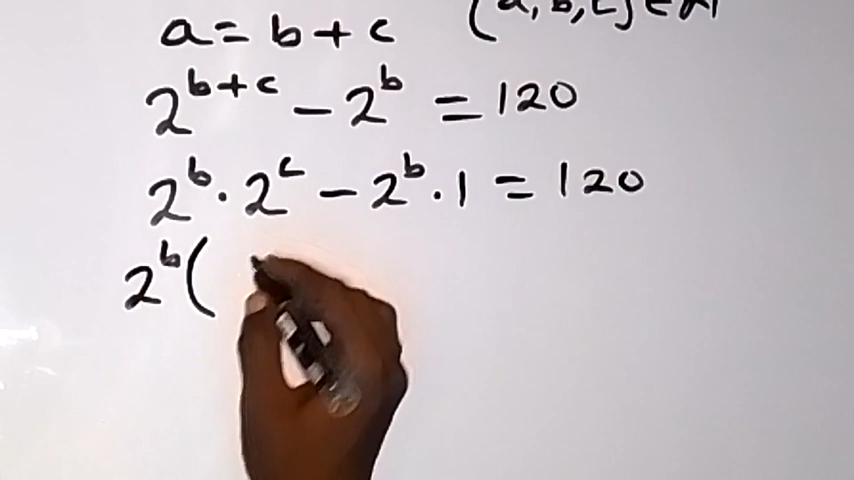 a = b + c (a, b, c) ∈
2^{b+c} - 2^b = 120
2^b · 2^c - 2^b · 1 = 120
2^b (